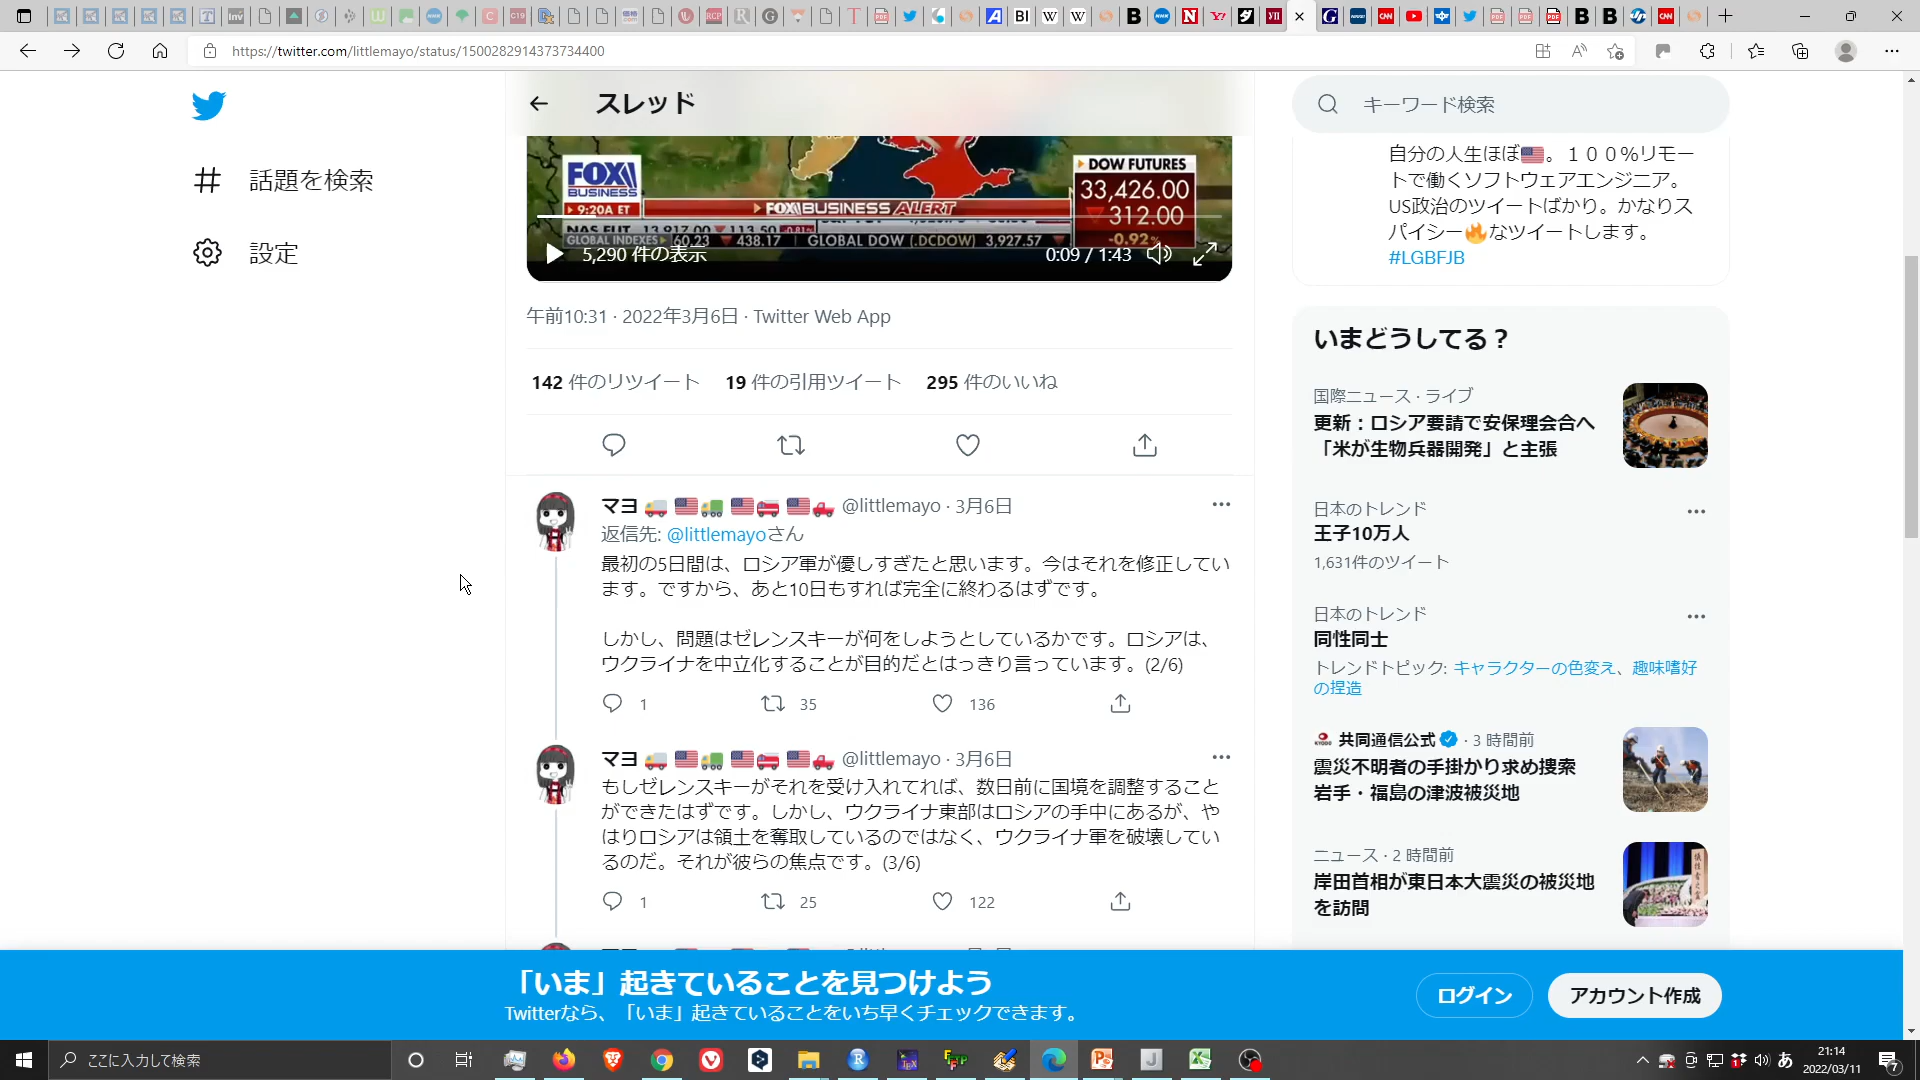 https://twitter.com/littlemayo/status/1500282914373734400
話題を検索
設定
スレッド
FOX
BUSINESS
9:20A ET
FOX BUSINESS ALERT
DOW FUTURES
33,426.00
312.00
-0.92%
NAS FUT 13,917.00 113.50 -0.81%
GLOBAL INDEXES 60.23 438.17 GLOBAL DOW (.DCDOW) 3,927.57
5,290 件の表示
0:09 / 1:43
午前10:31 · 2022年3月6日 · Twitter Web App
142 件のリツイート 19 件の引用ツイート 295 件のいいね
マヨ @littlemayo · 3月6日
返信先: @littlemayoさん
最初の5日間は、ロシア軍が優しすぎたと思います。今はそれを修正してい
ます。ですから、あと10日もすれば完全に終わるはずです。
しかし、問題はゼレンスキーが何をしようとしているかです。ロシアは、
ウクライナを中立化することが目的だとはっきり言っています。(2/6)
1 35 136
マヨ @littlemayo · 3月6日
もしゼレンスキーがそれを受け入れてれば、数日前に国境を調整すること
ができたはずです。しかし、ウクライナ東部はロシアの手中にあるが、や
はりロシアは領土を奪取しているのではなく、ウクライナ軍を破壊してい
るのだ。それが彼らの焦点です。(3/6)
1 25 122
キーワード検索
自分の人生ほぼ🇺🇸。１００%リモー
トで働くソフトウェアエンジニア。
US政治のツイートばかり。かなりス
パイシー🔥なツイートします。
#LGBFJB
いまどうしてる？
国際ニュース · ライブ
更新：ロシア要請で安保理会合へ
「米が生物兵器開発」と主張
日本のトレンド
王子10万人
1,631件のツイート
日本のトレンド
同性同士
トレンドトピック: キャラクターの色変え、趣味嗜好
の捏造
共同通信公式 · 3 時間前
震災不明者の手掛かり求め捜索
岩手・福島の津波被災地
ニュース · 2 時間前
岸田首相が東日本大震災の被災地
を訪問
「いま」起きていることを見つけよう
Twitterなら、「いま」起きていることをいち早くチェックできます。
ログイン
アカウント作成
ここに入力して検索
あ
21:14
2022/03/11
7